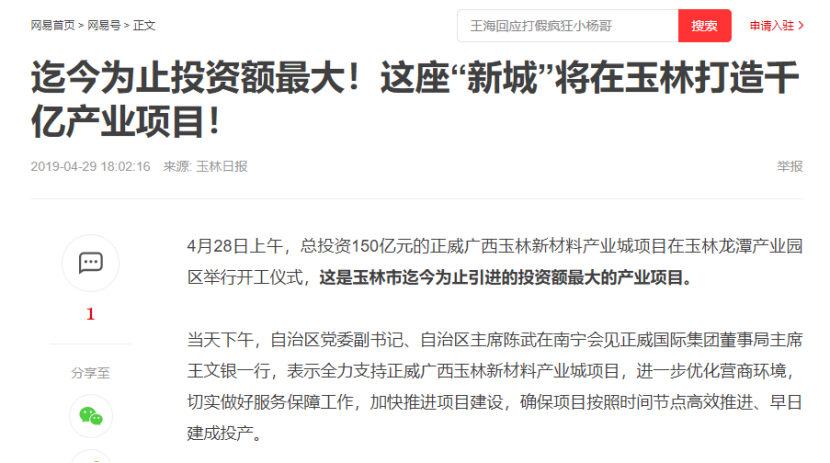 网易首页 > 网易号 > 正文
王海回应打假疯狂小杨哥
搜索
申请入驻 >
迄今为止投资额最大！这座“新城”将在玉林打造千
亿产业项目！
2019-04-29 18:02:16 来源: 玉林日报
举报
4月28日上午，总投资150亿元的正威广西玉林新材料产业城项目在玉林龙潭产业园
区举行开工仪式，这是玉林市迄今为止引进的投资额最大的产业项目。
1
当天下午，自治区党委副书记、自治区主席陈武在南宁会见正威国际集团董事局主席
王文银一行，表示全力支持正威广西玉林新材料产业城项目，进一步优化营商环境，
切实做好服务保障工作，加快推进项目建设，确保项目按照时间节点高效推进、早日
建成投产。
分享至